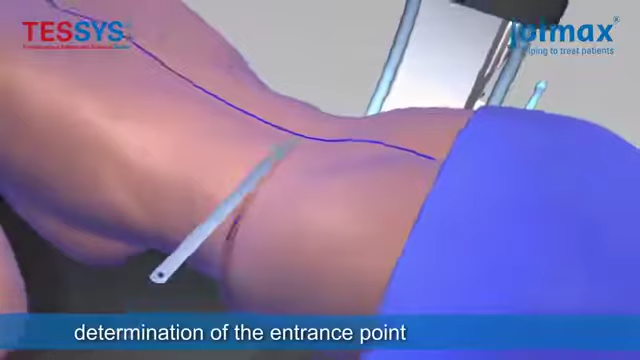 TESSYS®
joimax®
helping to treat patients
determination of the entrance point